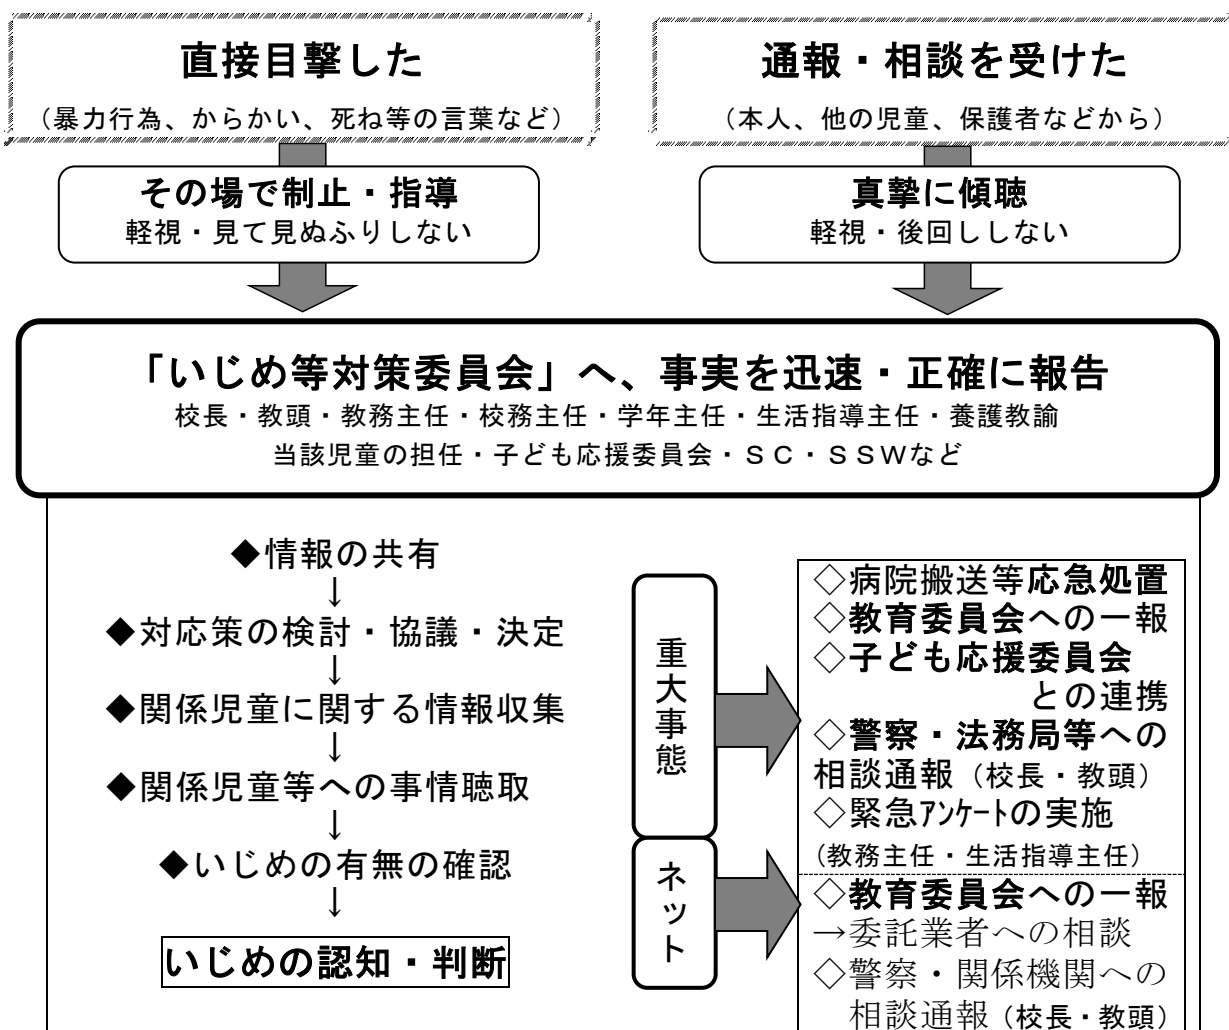 直接目撃した
（暴力行為、からかい、死ね等の言葉など）
その場で制止・指導
軽視・見て見ぬふりしない
通報・相談を受けた
（本人、他の児童、保護者などから）
真摯に傾聴
軽視・後回ししない
「いじめ等対策委員会」へ、事実を迅速・正確に報告
校長・教頭・教務主任・校務主任・学年主任・生活指導主任・養護教諭
当該児童の担任・子ども応援委員会・ＳＣ・ＳＳＷなど
◆情報の共有
↓
◆対応策の検討・協議・決定
↓
◆関係児童に関する情報収集
↓
◆関係児童等への事情聴取
↓
◆いじめの有無の確認
↓
いじめの認知・判断
重大事態
◇病院搬送等応急処置
◇教育委員会への一報
◇子ども応援委員会
との連携
◇警察・法務局等への
相談通報（校長・教頭）
◇緊急ｱﾝｹｰﾄの実施
(教務主任・生活指導主任)
ネット
◇教育委員会への一報
→委託業者への相談
◇警察・関係機関への
相談通報（校長・教頭）